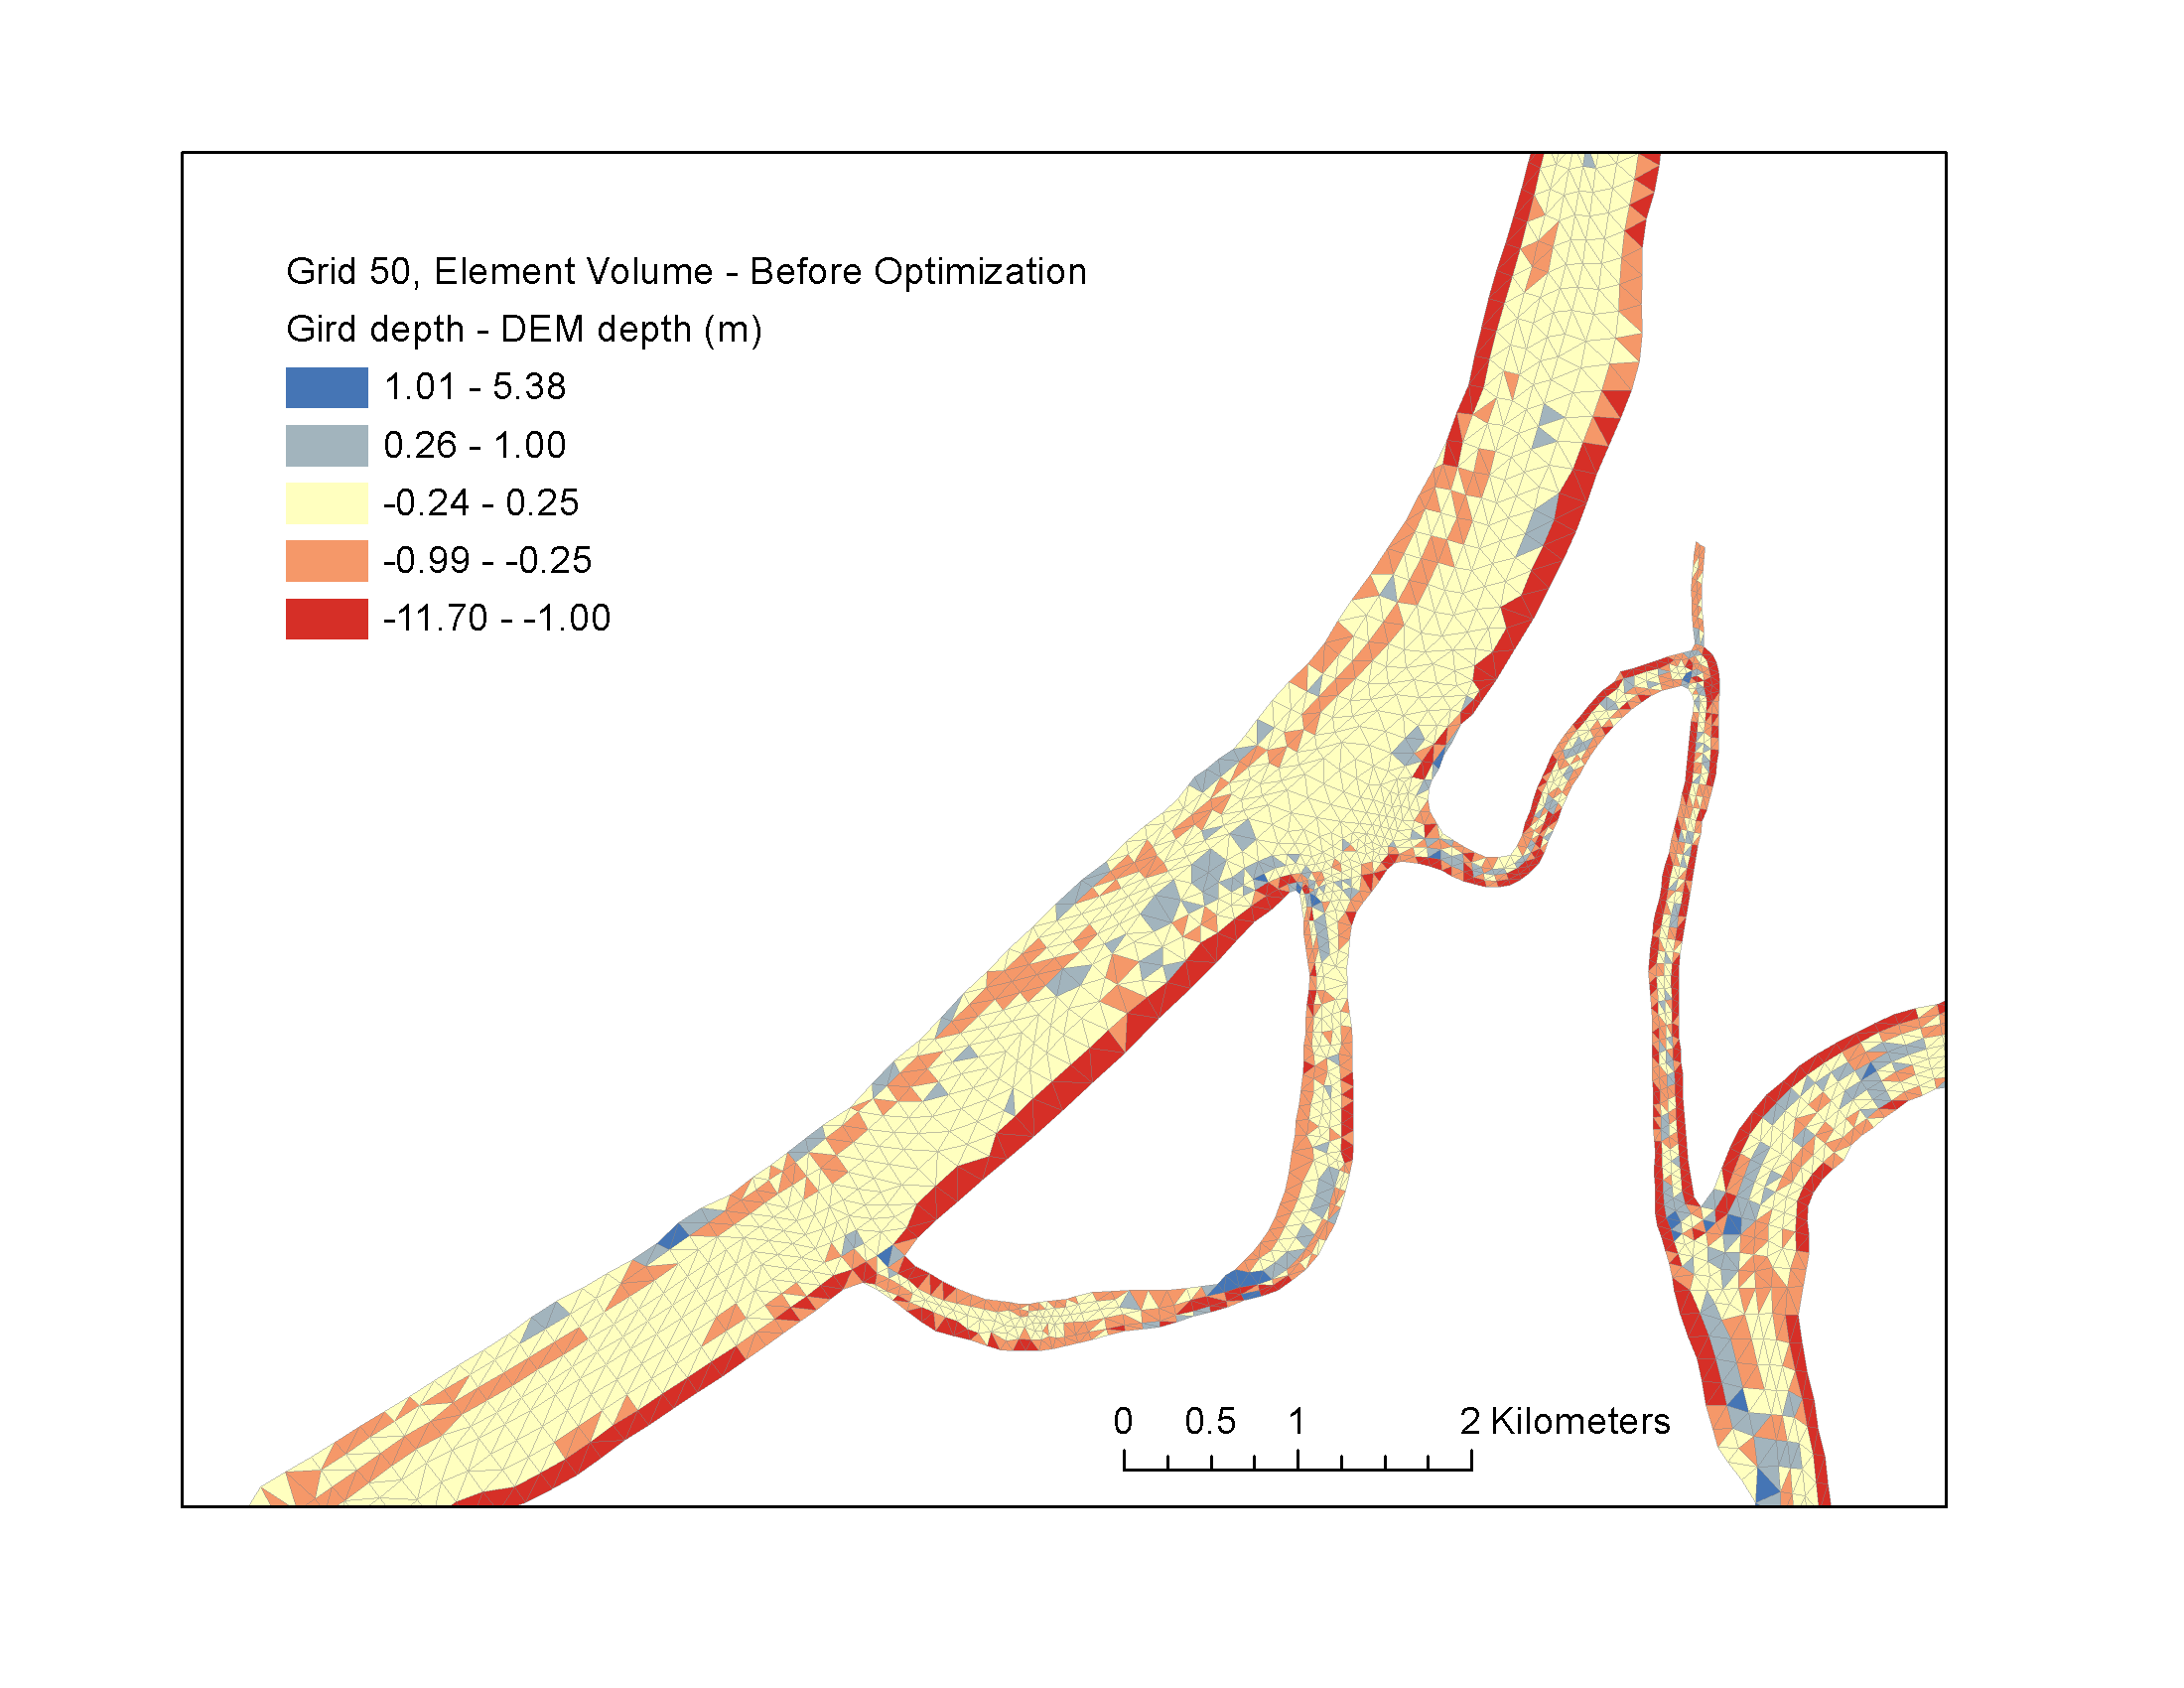 Grid 50, Element Volume - Before Optimization
Gird depth - DEM depth (m)
1.01 - 5.38
0.26 - 1.00
-0.24 - 0.25
-0.99 - -0.25
-11.70 - -1.00
0 0.5 1 2 Kilometers